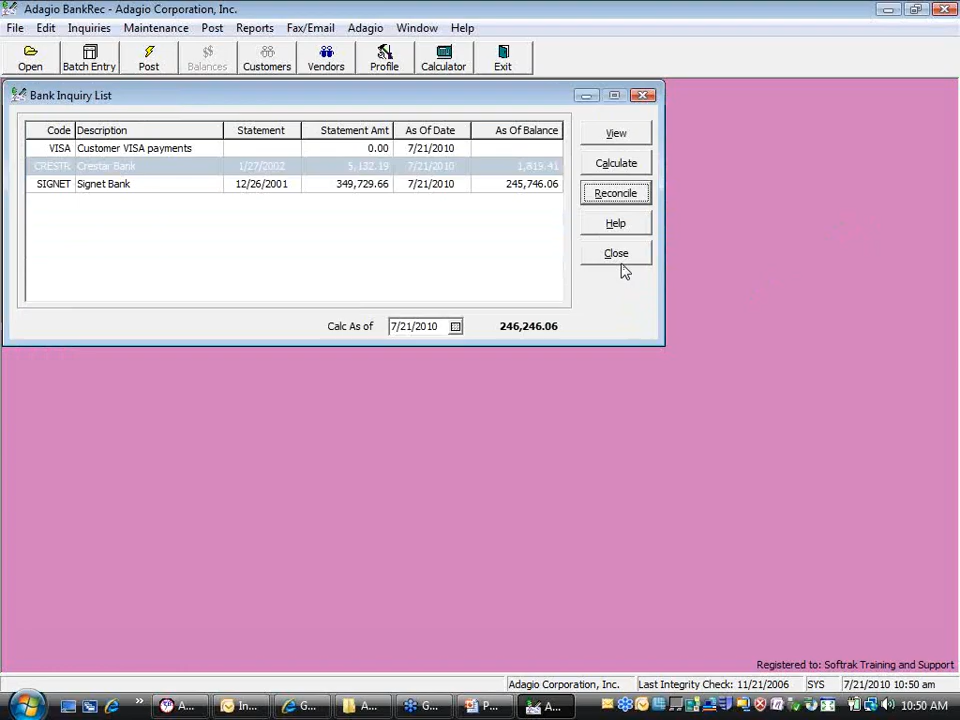 Adagio BankRec - Adagio Corporation, Inc.
File Edit Inquiries Maintenance Post Reports Fax/Email Adagio Window Help
Open Batch Entry Post Balances Customers Vendors Profile Calculator Exit
Bank Inquiry List
Code Description Statement Statement Amt As Of Date As Of Balance
VISA Customer VISA payments 0.00 7/21/2010
CRESTR Crestar Bank 1/27/2002 5,132.19 7/21/2010 1,819.41
SIGNET Signet Bank 12/26/2001 349,729.66 7/21/2010 245,746.06
View
Calculate
Reconcile
Help
Close
Calc As of 7/21/2010 246,246.06
Registered to: Softrak Training and Support
Adagio Corporation, Inc. Last Integrity Check: 11/21/2006 SYS 7/21/2010 10:50 am
» A... In... G... A... G... P... A... 10:50 AM